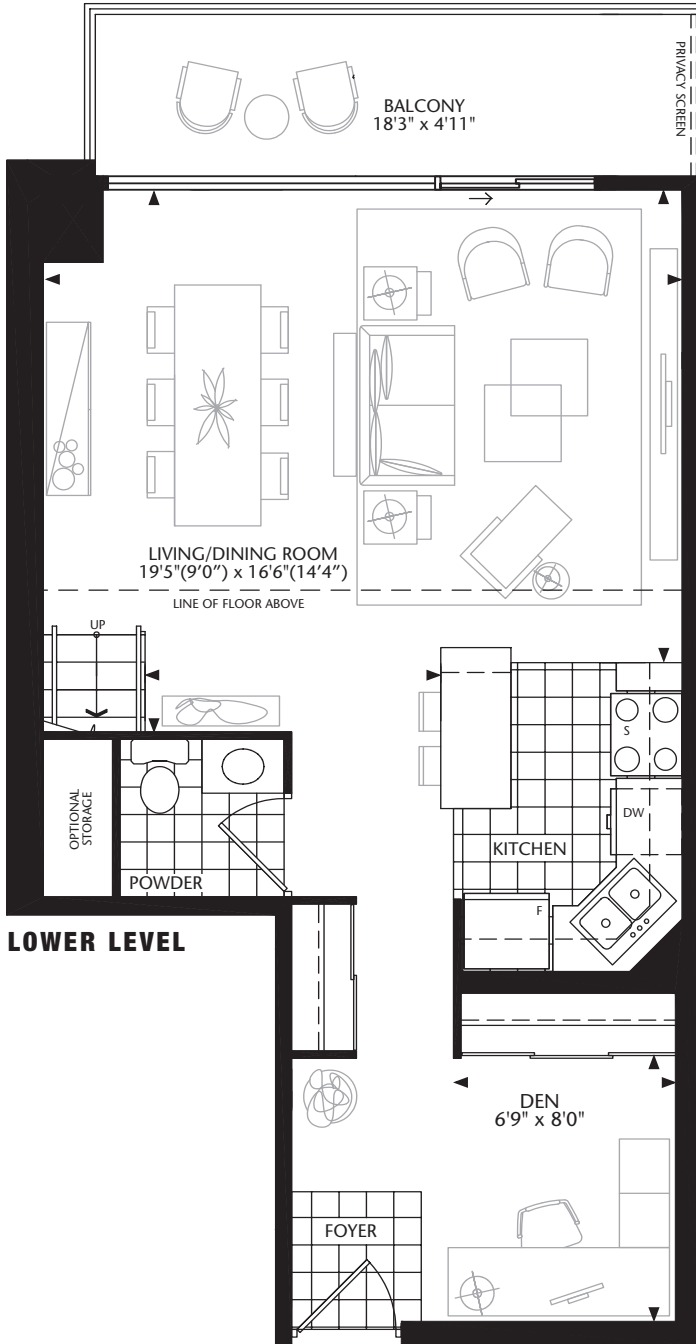 BALCONY
18'3" x 4'11"
PRIVACY SCREEN
LIVING/DINING ROOM
19'5"(9'0″) x 16'6"(14′4″)
LINE OF FLOOR ABOVE
UP
S
OPTIONAL
STORAGE
DW
KITCHEN
POWDER
F
LOWER LEVEL
DEN
6'9" x 8'0"
FOYER